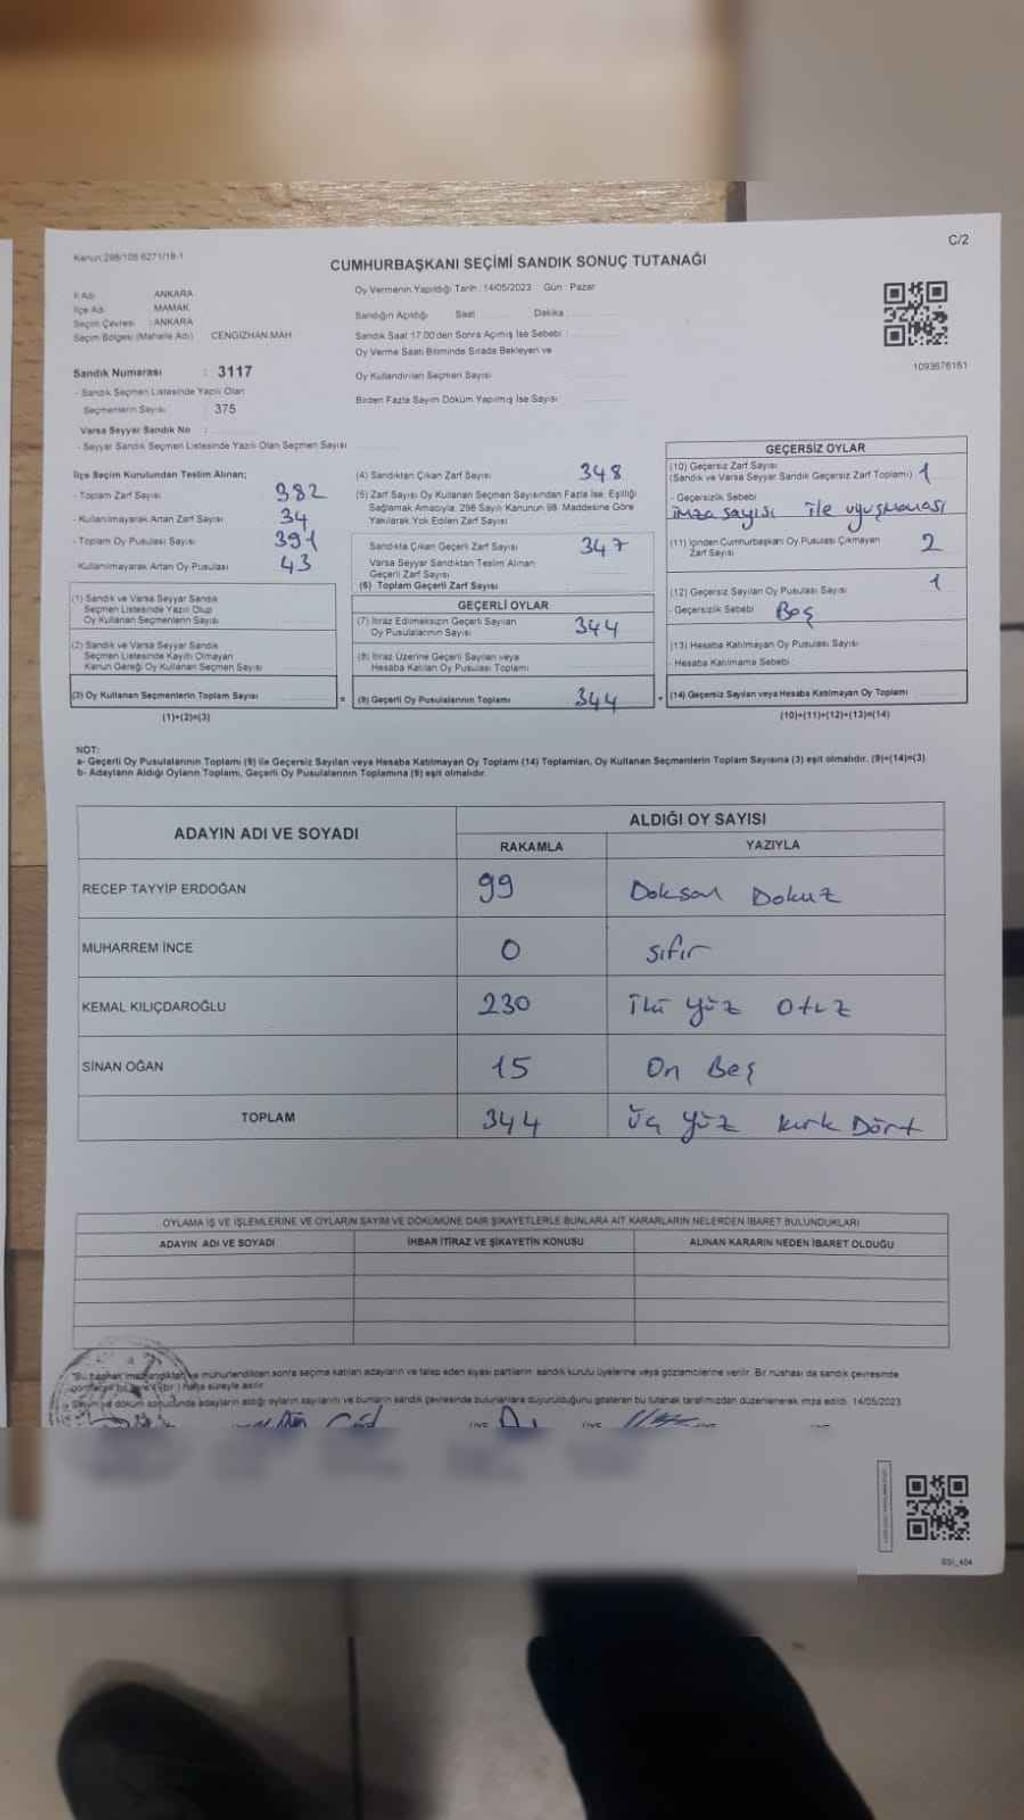 C/2
Kanun:298/105 6271/18-1
CUMHURBAŞKANI SEÇİMİ SANDIK SONUÇ TUTANAĞI
İl Adı ANKARA
İlçe Adı MAMAK
Seçim Çevresi : ANKARA
Seçim Bölgesi (Mahalle Adı) CENGİZHAN MAH
Oy Vermenin Yapıldığı Tarih : 14/05/2023 Gün : Pazar
Sandığın Açıldığı Saat Dakika
Sandık Saat 17.00'den Sonra Açılmış İse Sebebi :
Oy Verme Saati Bitiminde Sırada Bekleyen ve
Oy Kullandırılan Seçmen Sayısı
Birden Fazla Sayım Döküm Yapılmış İse Sayısı
1093676161
Sandık Numarası : 3117
- Sandık Seçmen Listesinde Yazılı Olan
Seçmenlerin Sayısı : 375
Varsa Seyyar Sandık No :
- Seyyar Sandık Seçmen Listesinde Yazılı Olan Seçmen Sayısı
İlçe Seçim Kurulundan Teslim Alınan;
- Toplam Zarf Sayısı 382
- Kullanılmayarak Artan Zarf Sayısı 34
- Toplam Oy Pusulası Sayısı 391
Kullanılmayarak Artan Oy Pusulası 43
(1) Sandık ve Varsa Seyyar Sandık
Seçmen Listesinde Yazılı Olup
Oy Kullanan Seçmenlerin Sayısı
(2) Sandık ve Varsa Seyyar Sandık
Seçmen Listesinde Kayıtlı Olmayan
Kanun Gereği Oy Kullanan Seçmen Sayısı
(3) Oy Kullanan Seçmenlerin Toplam Sayısı
(1)+(2)=(3)
(4) Sandıktan Çıkan Zarf Sayısı 348
(5) Zarf Sayısı Oy Kullanan Seçmen Sayısından Fazla İse, Eşitliği
Sağlamak Amacıyla, 298 Sayılı Kanunun 98. Maddesine Göre
Yakılarak Yok Edilen Zarf Sayısı
Sandıkta Çıkan Geçerli Zarf Sayısı 347
Varsa Seyyar Sandıktan Teslim Alınan
Geçerli Zarf Sayısı
(6) Toplam Geçerli Zarf Sayısı
GEÇERLİ OYLAR
(7) İtiraz Edilmeksizin Geçerli Sayılan
Oy Pusulalarının Sayısı 344
(8) İtiraz Üzerine Geçerli Sayılan veya
Hesaba Katılan Oy Pusulası Toplamı
= (9) Geçerli Oy Pusulalarının Toplamı 344
GEÇERSİZ OYLAR
(10) Geçersiz Zarf Sayısı
(Sandık ve Varsa Seyyar Sandık Geçersiz Zarf Toplamı) 1
- Geçersizlik Sebebi
imza sayısı ile uyuşmaması
(11) İçinden Cumhurbaşkanı Oy Pusulası Çıkmayan
Zarf Sayısı 2
(12) Geçersiz Sayılan Oy Pusulası Sayısı 1
- Geçersizlik Sebebi Boş
(13) Hesaba Katılmayan Oy Pusulası Sayısı
- Hesaba Katılmama Sebebi
+ (14) Geçersiz Sayılan veya Hesaba Katılmayan Oy Toplamı
(10)+(11)+(12)+(13)=(14)
NOT:
a- Geçerli Oy Pusulalarının Toplamı (9) ile Geçersiz Sayılan veya Hesaba Katılmayan Oy Toplamı (14) Toplamları, Oy Kullanan Seçmenlerin Toplam Sayısına (3) eşit olmalıdır. (9)+(14)=(3)
b- Adayların Aldığı Oyların Toplamı, Geçerli Oy Pusulalarının Toplamına (9) eşit olmalıdır.
ADAYIN ADI VE SOYADI
ALDIĞI OY SAYISI
RAKAMLA YAZIYLA
RECEP TAYYİP ERDOĞAN 99 Doksan Dokuz
MUHARREM İNCE 0 sıfır
KEMAL KILIÇDAROĞLU 230 İki yüz Otuz
SİNAN OĞAN 15 On Beş
TOPLAM 344 Üç yüz kırk Dört
OYLAMA İŞ VE İŞLEMLERİNE VE OYLARIN SAYIM VE DÖKÜMÜNE DAİR ŞİKAYETLERLE BUNLARA AİT KARARLARIN NELERDEN İBARET BULUNDUKLARI
ADAYIN ADI VE SOYADI İHBAR İTİRAZ VE ŞİKAYETİN KONUSU ALINAN KARARIN NEDEN İBARET OLDUĞU
mühürlendikten sonra seçime katılan adayların ve talep eden siyasi partilerin sandık kurulu üyelerine veya gözlemcilerine verilir. Bir nüshası da sandık çevresinde
hafta süreyle asılır.
adayların aldığı oyların sayılarını ve bunların sandık çevresinde bulunanlara duyurulduğunu gösteren bu tutanak tarafımızdan düzenlenerek imza edildi. 14/05/2023